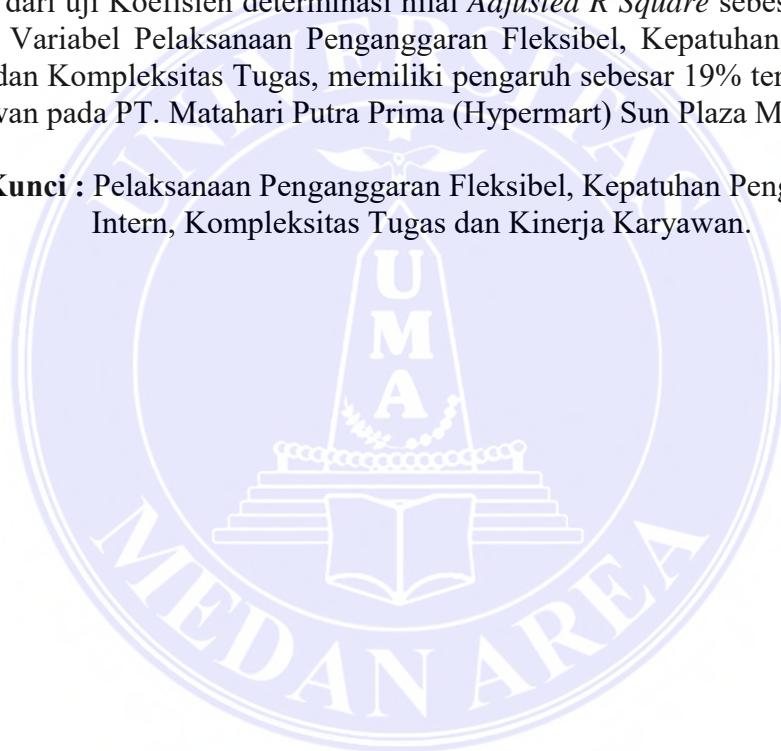 dari uji Koefisien determinasi nilai Adjusted R Square sebes
Variabel Pelaksanaan Penganggaran Fleksibel, Kepatuhan
dan Kompleksitas Tugas, memiliki pengaruh sebesar 19% ter
wan pada PT. Matahari Putra Prima (Hypermart) Sun Plaza M
Kunci : Pelaksanaan Penganggaran Fleksibel, Kepatuhan Peng
Intern, Kompleksitas Tugas dan Kinerja Karyawan.
UNIVERSITAS
U
M
A
MEDAN AREA